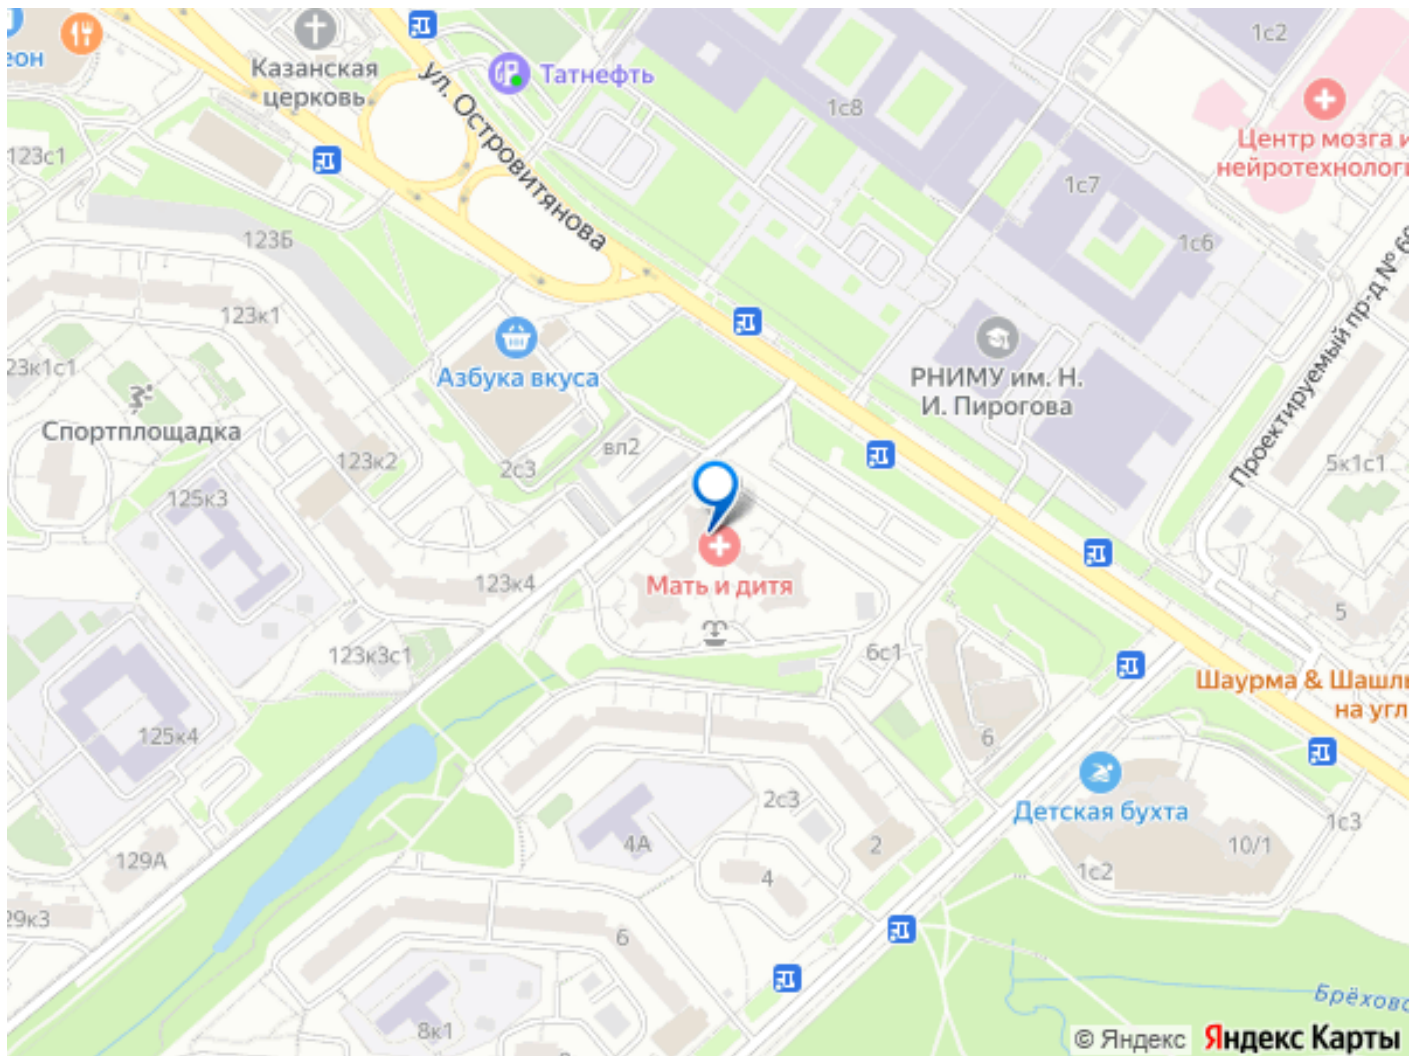 еон
Казанская
церковь
ул. Островитянова
Татнефть
1с2
1с8
Центр мозга и
нейротехнологи
123с1
1с7
123Б
1с6
123к1
Проектируемый пр-д № 6
23к1с1
Азбука вкуса
РНИМУ им. Н.
И. Пирогова
Спортплощадка
123к2
2с3
вл2
5к1с1
125к3
123к4
Мать и дитя
5
123к3с1
6с1
Шаурма & Шашлы
на угл
125к4
6
2с3
Детская бухта
4А
2
1с3
129А
10/1
4
1с2
29к3
6
Брёхово
8к1
© Яндекс Яндекс Карты